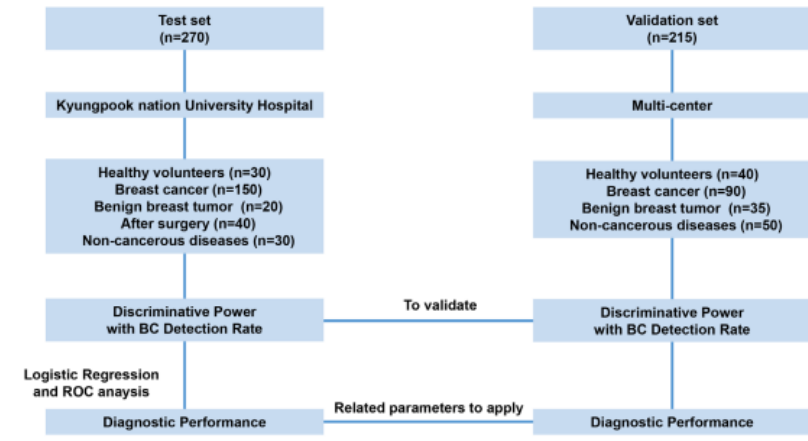 Test set
(n=270)
Validation set
(n=215)
Kyungpook nation University Hospital
Multi-center
Healthy volunteers (n=30)
Breast cancer (n=150)
Benign breast tumor (n=20)
After surgery (n=40)
Non-cancerous diseases (n=30)
Healthy volunteers (n=40)
Breast cancer (n=90)
Benign breast tumor (n=35)
Non-cancerous diseases (n=50)
Discriminative Power
with BC Detection Rate
To validate
Discriminative Power
with BC Detection Rate
Logistic Regression
and ROC anaysis
Diagnostic Performance
Related parameters to apply
Diagnostic Performance